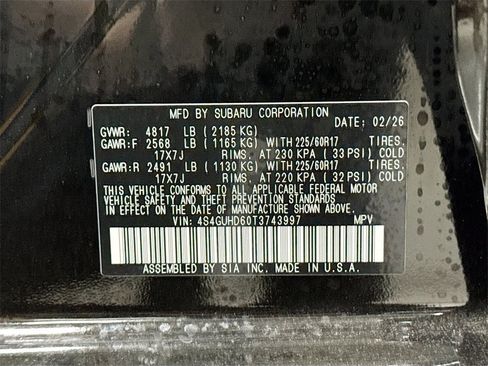 MFD BY SUBARU CORPORATION
DATE: 02/26
GVWR: 4817 LB ( 2185 KG)
GAWR:F 2568 LB ( 1165 KG) WITH 225/60R17 TIRES.
17X7J RIMS. AT 230 KPA ( 33 PSI) COLD
GAWR:R 2491 LB ( 1130 KG) WITH 225/60R17 TIRES.
17X7J RIMS. AT 220 KPA ( 32 PSI) COLD
THIS VEHICLE CONFORMS TO ALL APPLICABLE FEDERAL MOTOR
VEHICLE SAFETY AND THEFT PREVENTION STANDARDS
IN EFFECT ON THE DATE OF MANUFACTURE SHOWN ABOVE.
VIN: 4S4GUHD60T3743997 MPV
ASSEMBLED BY SIA INC. MADE IN U.S.A.